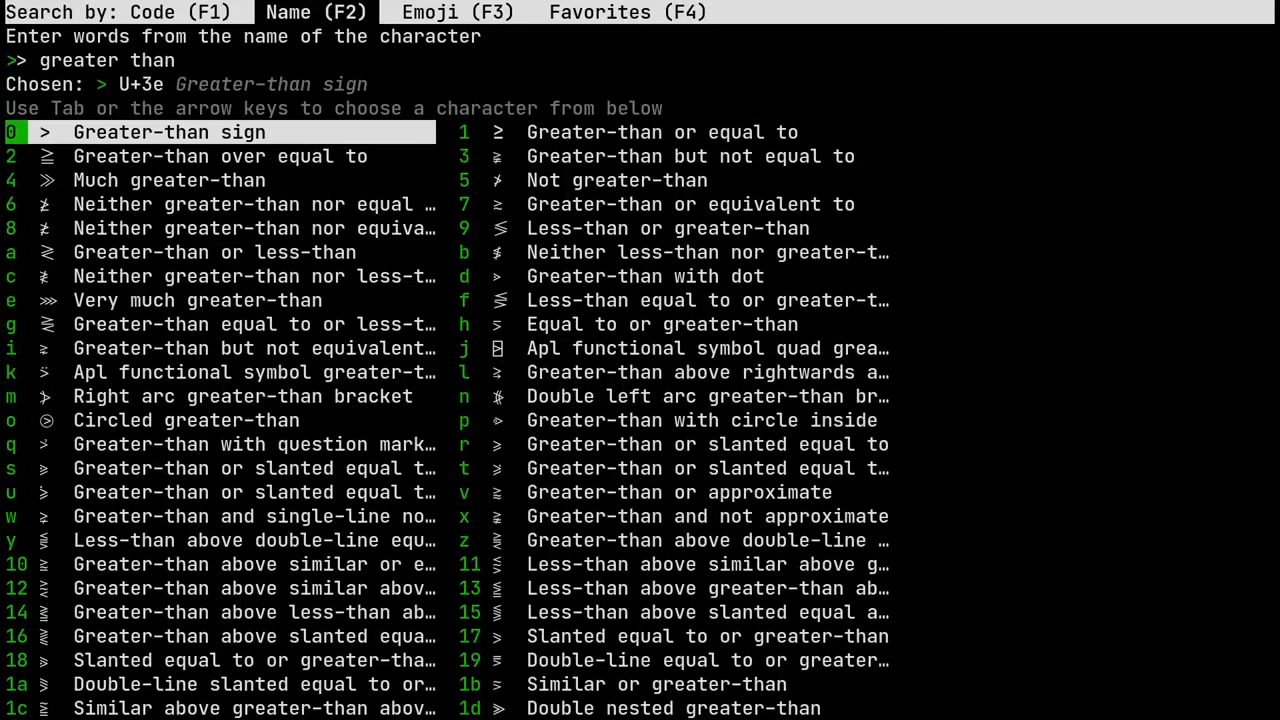 Search by: Code (F1) Name (F2) Emoji (F3) Favorites (F4)
Enter words from the name of the character
>> greater than
Chosen: > U+3e Greater-than sign
Use Tab or the arrow keys to choose a character from below
0 > Greater-than sign 1 ≥ Greater-than or equal to
2 ≧ Greater-than over equal to 3 ≩ Greater-than but not equal to
4 ≫ Much greater-than 5 ≯ Not greater-than
6 ≱ Neither greater-than nor equal … 7 ≳ Greater-than or equivalent to
8 ≵ Neither greater-than nor equiva… 9 ≶ Less-than or greater-than
a ≷ Greater-than or less-than b ≸ Neither less-than nor greater-t…
c ≹ Neither greater-than nor less-t… d ⋗ Greater-than with dot
e ⋙ Very much greater-than f ⋚ Less-than equal to or greater-t…
g ⋛ Greater-than equal to or less-t… h ⋝ Equal to or greater-than
i ⋧ Greater-than but not equivalent… j ⍄ Apl functional symbol quad grea…
k ⍩ Apl functional symbol greater-t… l ⥸ Greater-than above rightwards a…
m ⦔ Right arc greater-than bracket n ⦕ Double left arc greater-than br…
o ⧁ Circled greater-than p ⩺ Greater-than with circle inside
q ⩼ Greater-than with question mark… r ⩾ Greater-than or slanted equal to
s ⪀ Greater-than or slanted equal t… t ⪂ Greater-than or slanted equal t…
u ⪄ Greater-than or slanted equal t… v ⪆ Greater-than or approximate
w ⪈ Greater-than and single-line no… x ⪊ Greater-than and not approximate
y ⪋ Less-than above double-line equ… z ⪌ Greater-than above double-line …
10 ⪎ Greater-than above similar or e… 11 ⪏ Less-than above similar above g…
12 ⪐ Greater-than above similar abov… 13 ⪑ Less-than above greater-than ab…
14 ⪒ Greater-than above less-than ab… 15 ⪓ Less-than above slanted equal a…
16 ⪔ Greater-than above slanted equa… 17 ⪖ Slanted equal to or greater-than
18 ⪘ Slanted equal to or greater-tha… 19 ⪚ Double-line equal to or greater…
1a ⪜ Double-line slanted equal to or… 1b ⪞ Similar or greater-than
1c ⪠ Similar above greater-than abov… 1d ⪢ Double nested greater-than